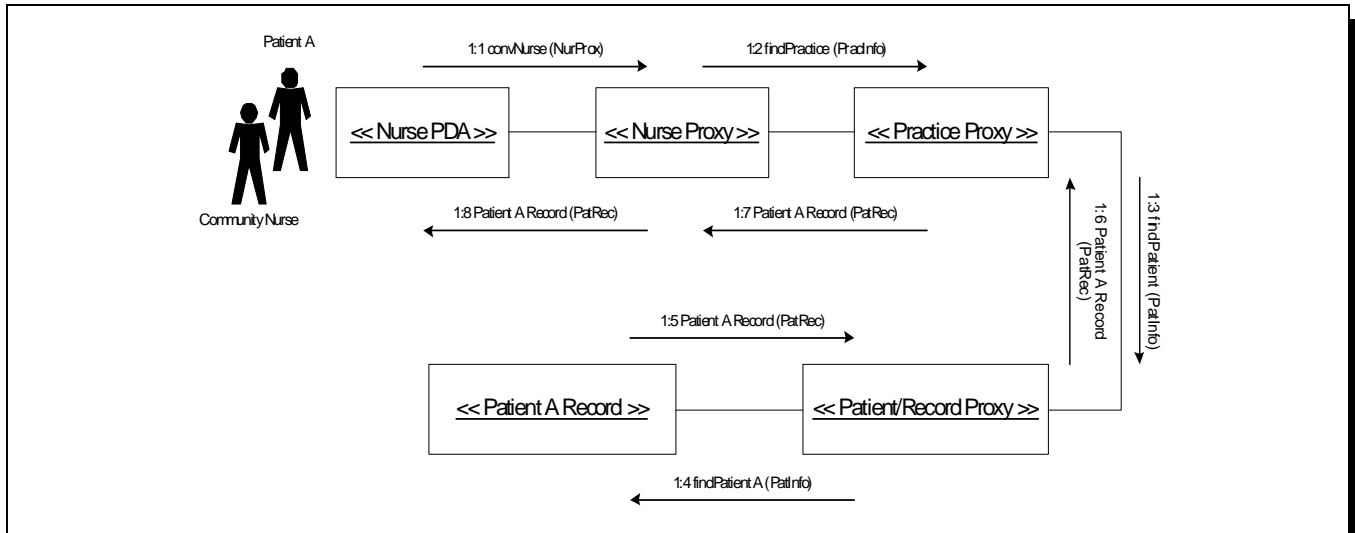 Patient A
1:1 convNurse (NurProx)
1:2 findPractice (PracInfo)
<< Nurse PDA >>
<< Nurse Proxy >>
<< Practice Proxy >>
Community Nurse
1:8 Patient A Record (PatRec)
1:7 Patient A Record (PatRec)
1:6 Patient A Record
(PatRec)
1:3 findPatient (PatInfo)
1:5 Patient A Record (PatRec)
<< Patient A Record >>
<< Patient/Record Proxy >>
1:4 findPatient A (PatInfo)